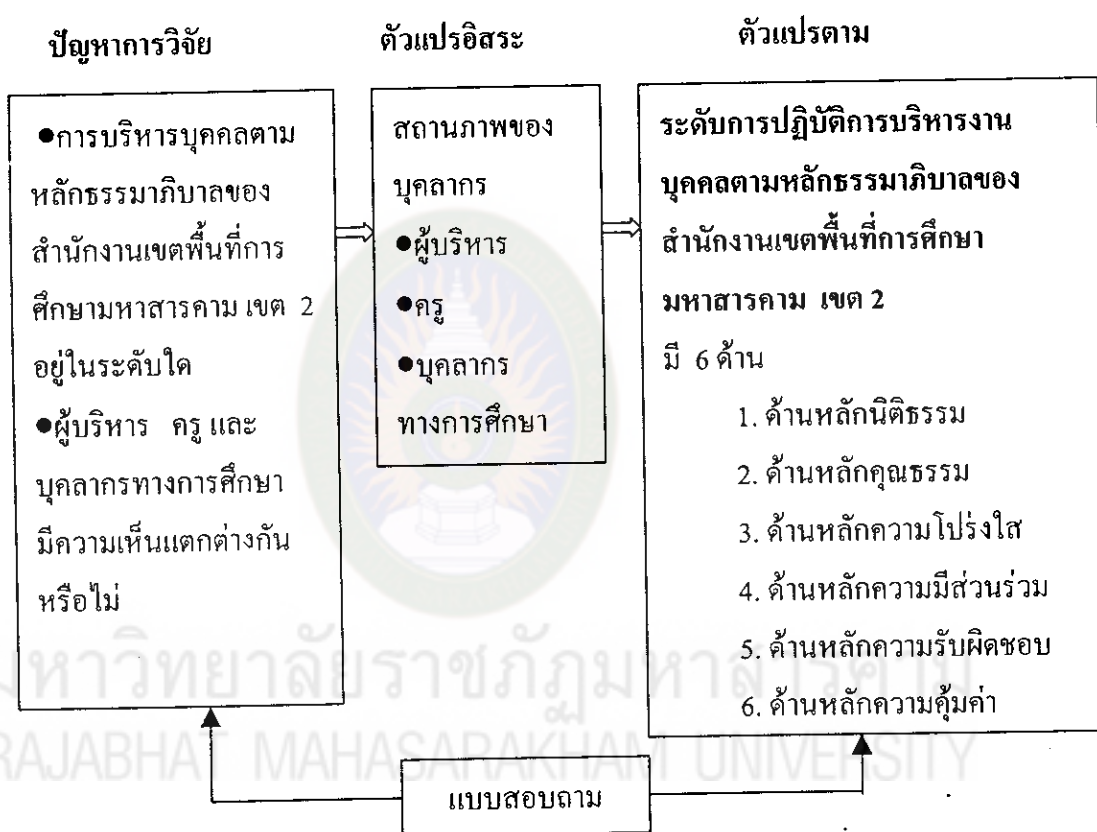 ปัญหาการวิจัย
ตัวแปรอิสระ
ตัวแปรตาม
●การบริหารบุคคลตาม
หลักธรรมาภิบาลของ
สำนักงานเขตพื้นที่การ
ศึกษามหาสารคาม เขต 2
อยู่ในระดับใด
●ผู้บริหาร ครู และ
บุคลากรทางการศึกษา
มีความเห็นแตกต่างกัน
หรือไม่
สถานภาพของ
บุคลากร
●ผู้บริหาร
●ครู
●บุคลากร
ทางการศึกษา
ระดับการปฏิบัติการบริหารงาน
บุคคลตามหลักธรรมาภิบาลของ
สำนักงานเขตพื้นที่การศึกษา
มหาสารคาม เขต 2
มี 6 ด้าน
1. ด้านหลักนิติธรรม
2. ด้านหลักคุณธรรม
3. ด้านหลักความโปร่งใส
4. ด้านหลักความมีส่วนร่วม
5. ด้านหลักความรับผิดชอบ
6. ด้านหลักความคุ้มค่า
แบบสอบถาม
มหาวิทยาลัยราชภัฏมหาสารคาม
RAJABHAT MAHASARAKHAM UNIVERSITY